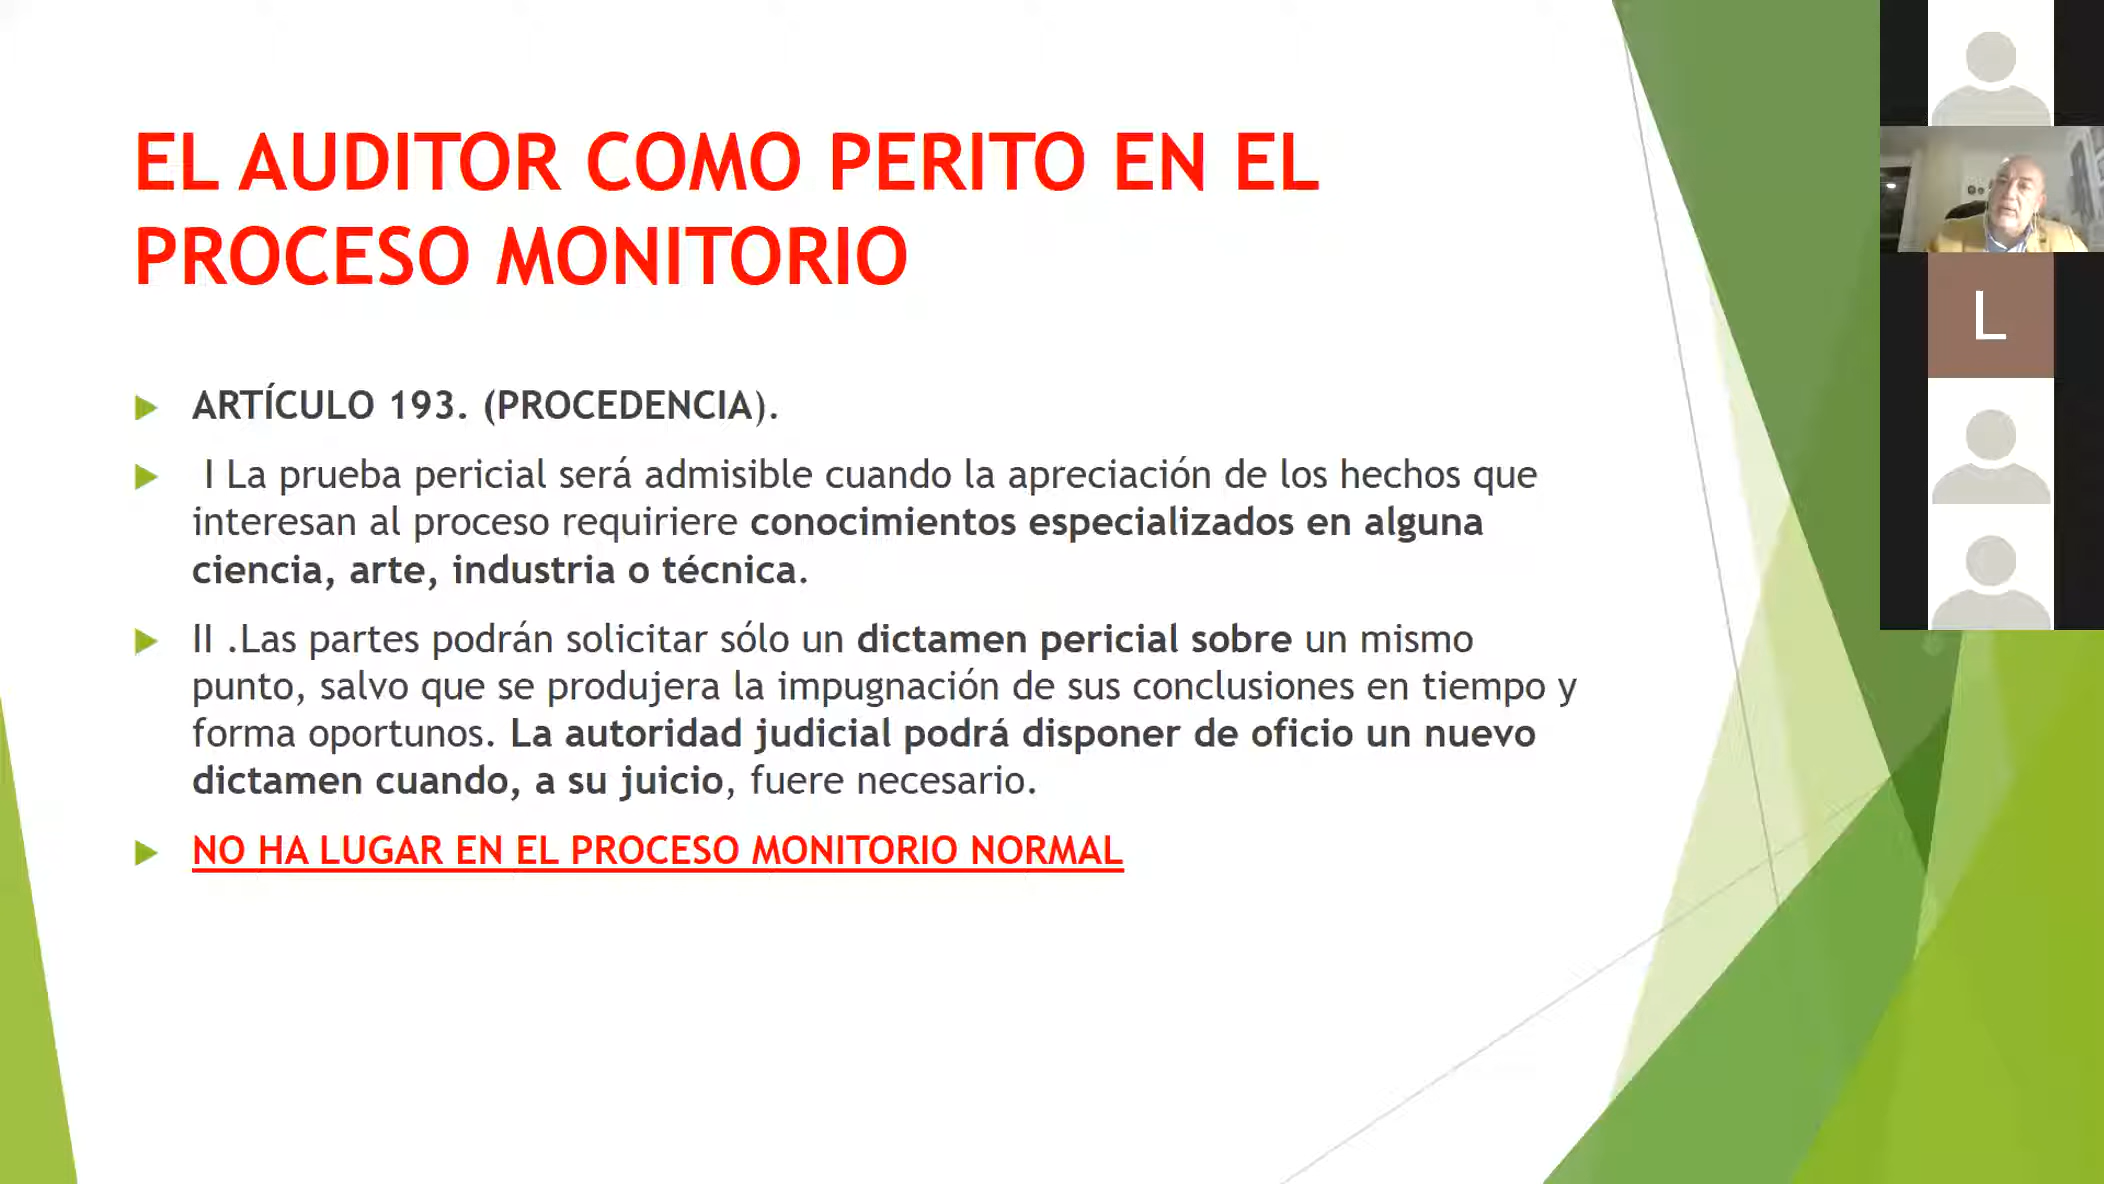 EL AUDITOR COMO PERITO EN EL
PROCESO MONITORIO
ARTÍCULO 193. (PROCEDENCIA).
I La prueba pericial será admisible cuando la apreciación de los hechos que
interesan al proceso requiriere conocimientos especializados en alguna
ciencia, arte, industria o técnica.
II .Las partes podrán solicitar sólo un dictamen pericial sobre un mismo
punto, salvo que se produjera la impugnación de sus conclusiones en tiempo y
forma oportunos. La autoridad judicial podrá disponer de oficio un nuevo
dictamen cuando, a su juicio, fuere necesario.
NO HA LUGAR EN EL PROCESO MONITORIO NORMAL
L